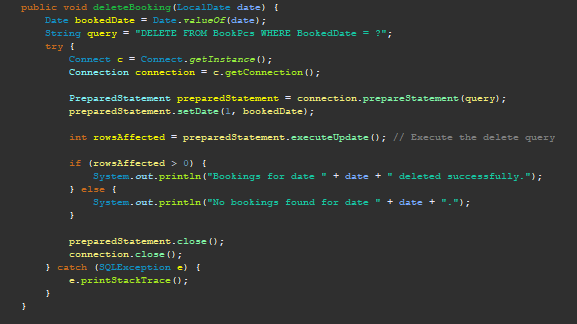 public void deleteBooking(LocalDate date) {
Date bookedDate = Date.valueOf(date);
String query = "DELETE FROM BookPcs WHERE BookedDate = ?";
try {
Connect c = Connect.getInstance();
Connection connection = c.getConnection();
PreparedStatement preparedStatement = connection.prepareStatement(query);
preparedStatement.setDate(1, bookedDate);
int rowsAffected = preparedStatement.executeUpdate(); // Execute the delete query
if (rowsAffected > 0) {
System.out.println("Bookings for date " + date + " deleted successfully.");
} else {
System.out.println("No bookings found for date " + date + ".");
}
preparedStatement.close();
connection.close();
} catch (SQLException e) {
e.printStackTrace();
}
}